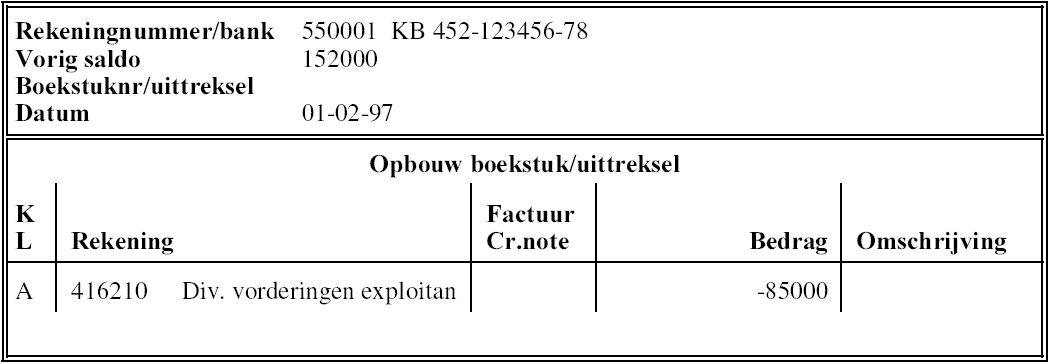 Rekeningnummer/bank 550001 KB 452-123456-78
Vorig saldo 152000
Boekstuknr/uittreksel
Datum 01-02-97
Opbouw boekstuk/uittreksel
K Factuur
L Rekening Cr.note Bedrag Omschrijving
A 416210 Div. vorderingen exploitan -85000